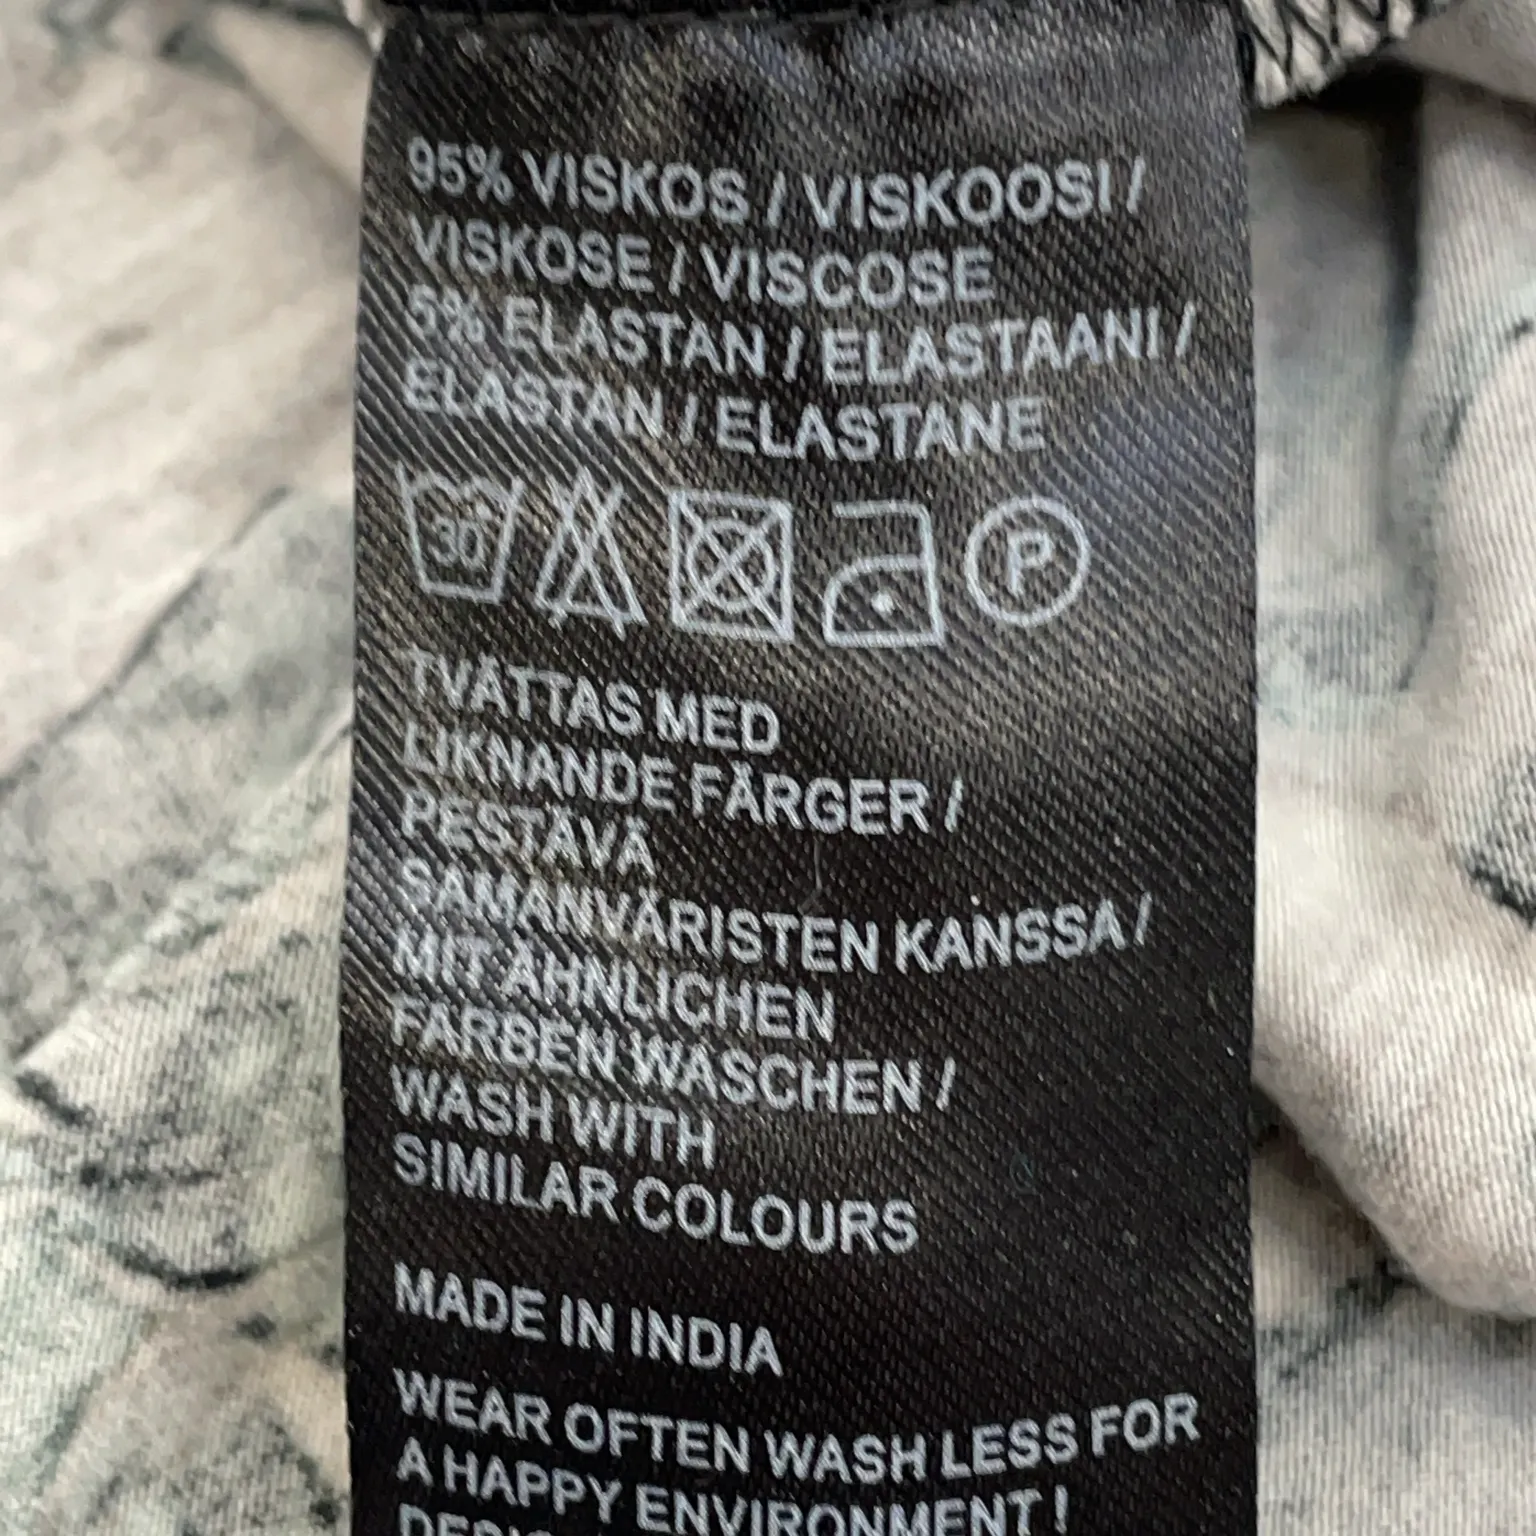 95% VISKOS / VISKOOSI /
VISKOSE / VISCOSE
5% ELASTAN / ELASTAANI /
ELASTAN / ELASTANE
30 P
TVÄTTAS MED
LIKNANDE FÄRGER /
PESTÄVÄ
SAMANVÄRISTEN KANSSA /
MIT ÄHNLICHEN
FARBEN WASCHEN /
WASH WITH
SIMILAR COLOURS
MADE IN INDIA
WEAR OFTEN WASH LESS FOR
A HAPPY ENVIRONMENT!